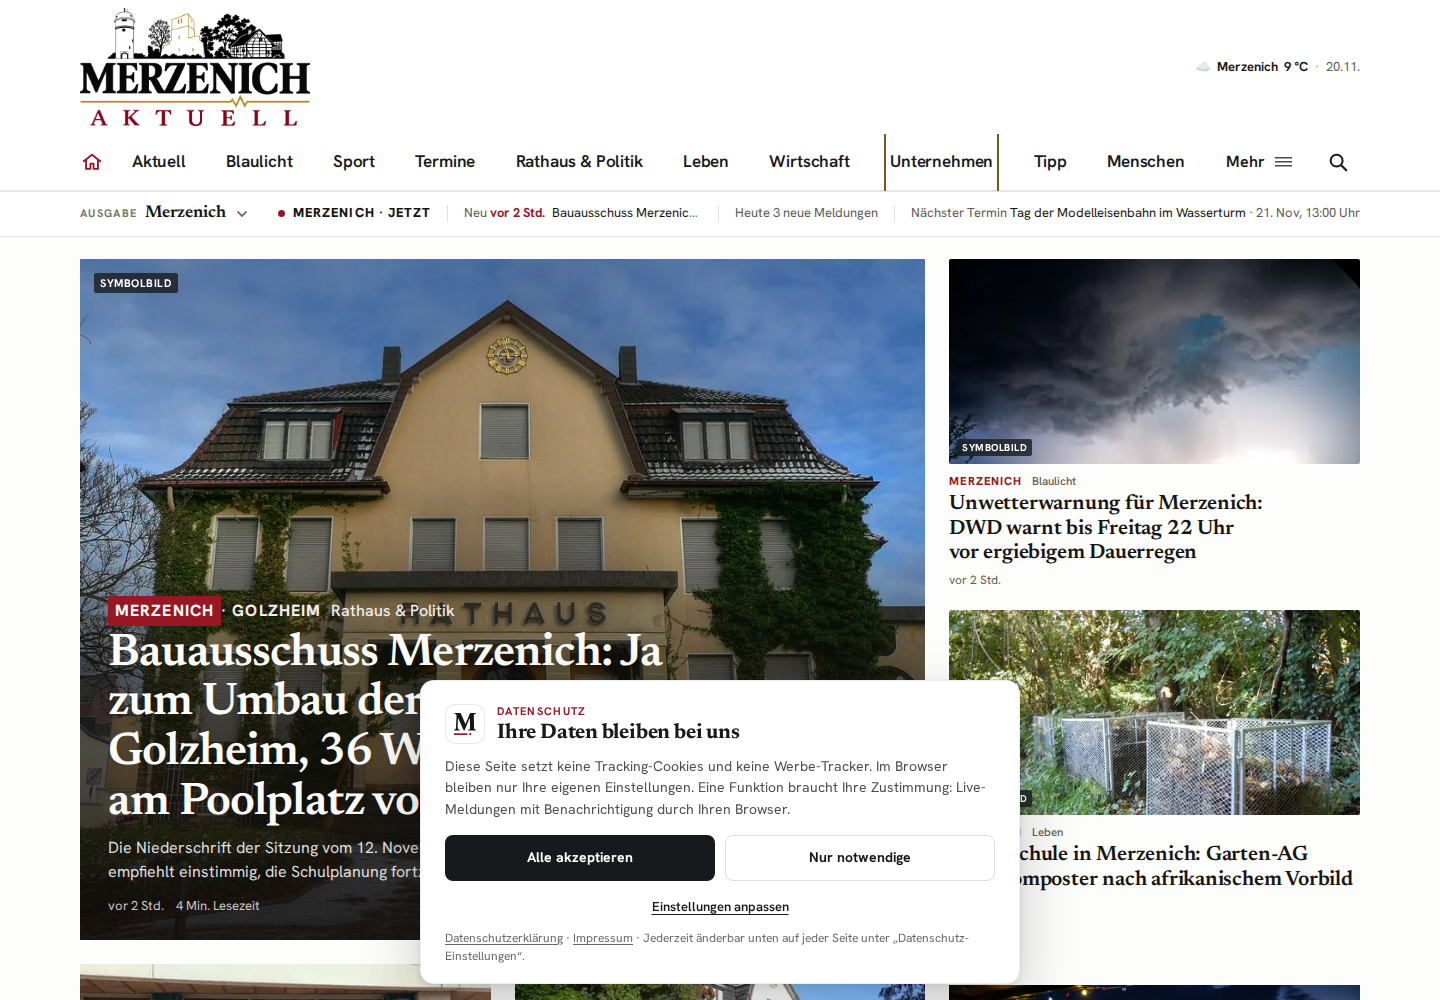 MERZENICH
AKTUELL
Merzenich 9 °C · 20.11.
Aktuell Blaulicht Sport Termine Rathaus & Politik Leben Wirtschaft Unternehmen Tipp Menschen Mehr
AUSGABE Merzenich
MERZENICH · JETZT
Neu vor 2 Std. Bauausschuss Merzenic…
Heute 3 neue Meldungen
Nächster Termin Tag der Modelleisenbahn im Wasserturm · 21. Nov, 13:00 Uhr
SYMBOLBILD
RATHAUS
MERZENICH · GOLZHEIM Rathaus & Politik
Bauausschuss Merzenich: Ja
zum Umbau der
Golzheim, 36 W
am Poolplatz vo
Die Niederschrift der Sitzung vom 12. Nove
empfiehlt einstimmig, die Schulplanung fort
vor 2 Std. 4 Min. Lesezeit
SYMBOLBILD
MERZENICH Blaulicht
Unwetterwarnung für Merzenich:
DWD warnt bis Freitag 22 Uhr
vor ergiebigem Dauerregen
vor 2 Std.
Leben
chule in Merzenich: Garten-AG
omposter nach afrikanischem Vorbild
M
DATENSCHUTZ
Ihre Daten bleiben bei uns
Diese Seite setzt keine Tracking-Cookies und keine Werbe-Tracker. Im Browser
bleiben nur Ihre eigenen Einstellungen. Eine Funktion braucht Ihre Zustimmung: Live-
Meldungen mit Benachrichtigung durch Ihren Browser.
Alle akzeptieren
Nur notwendige
Einstellungen anpassen
Datenschutzerklärung · Impressum · Jederzeit änderbar unten auf jeder Seite unter „Datenschutz-
Einstellungen“.